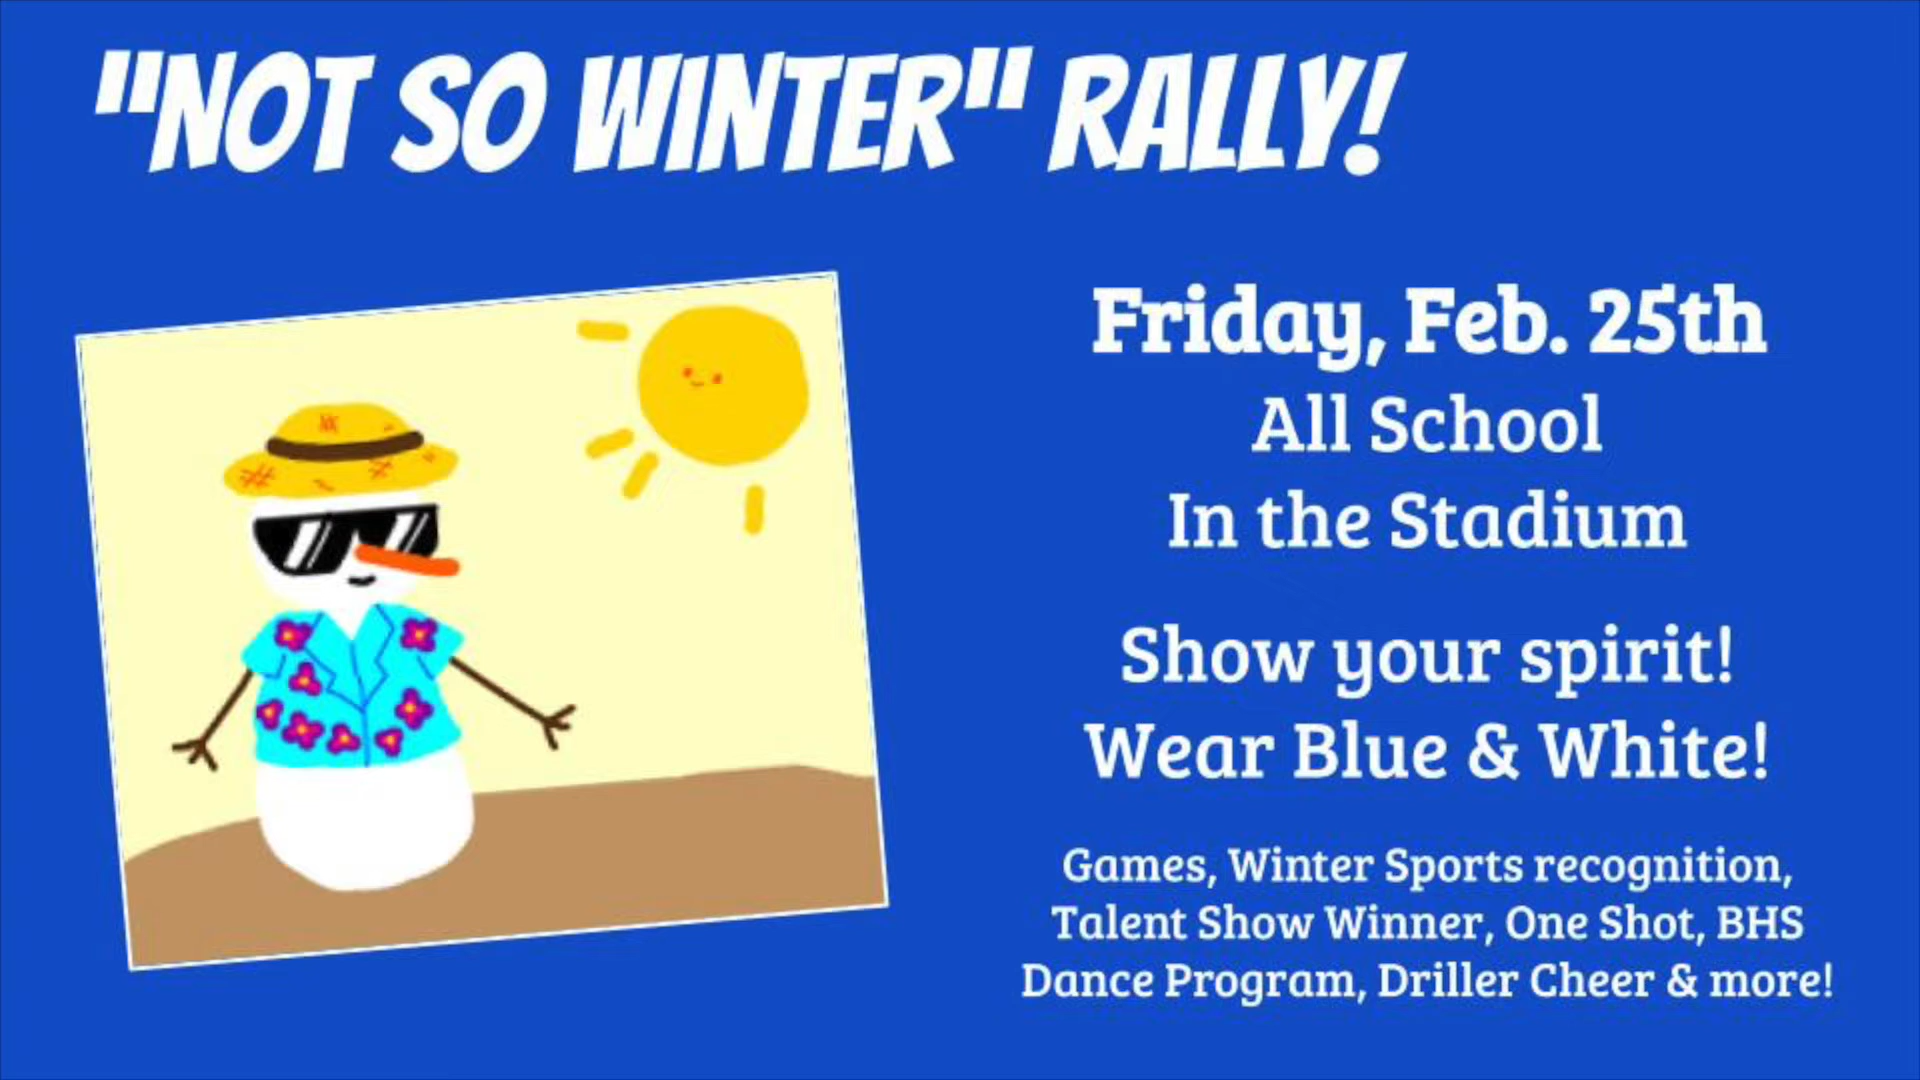 "NOT SO WINTER" RALLY!
Friday, Feb. 25th
All School
In the Stadium
Show your spirit!
Wear Blue & White!
Games, Winter Sports recognition,
Talent Show Winner, One Shot, BHS
Dance Program, Driller Cheer & more!